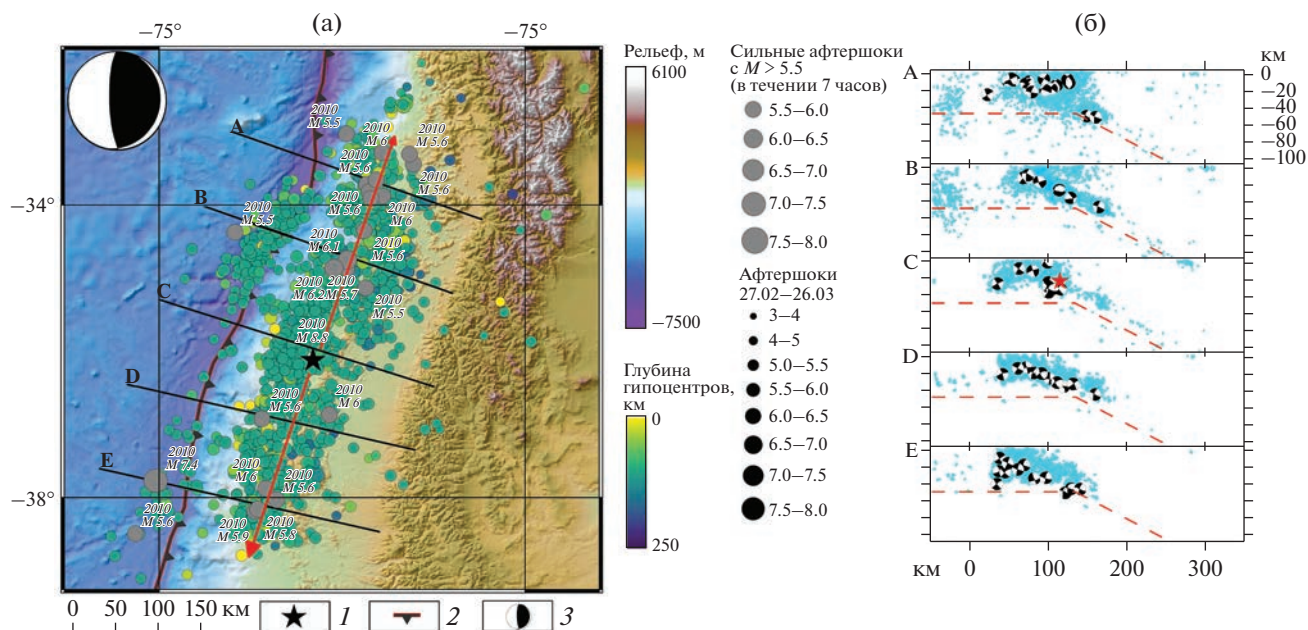 (а)
−75°
−75°
−34°
−38°
A
B
C
D
E
2010
M 5.5
2010
M 6
2010
M 5.6
2010
M 5.6
2010
M 5.6
2010
M 5.6
2010
M 6
2010
M 5.5
2010
M 6.1
2010
M 5.6
2010
M 6.2
2010
M 5.7
2010
M 5.5
2010
M 8.8
2010
M 5.6
2010
M 6
2010
M 7.4
2010
M 6
2010
M 5.6
2010
M 5.6
2010
M 5.9
2010
M 5.8
0 50 100 150 км
1
2
3
Рельеф, м
6100
−7500
Глубина
гипоцентров,
км
0
250
Сильные афтершоки
с M > 5.5
(в течении 7 часов)
5.5−6.0
6.0−6.5
6.5−7.0
7.0−7.5
7.5−8.0
Афтершоки
27.02−26.03
3−4
4−5
5.0−5.5
5.5−6.0
6.0−6.5
6.5−7.0
7.0−7.5
7.5−8.0
(б)
км
A
0
−20
−40
−60
−80
−100
B
C
D
E
км 0 100 200 300